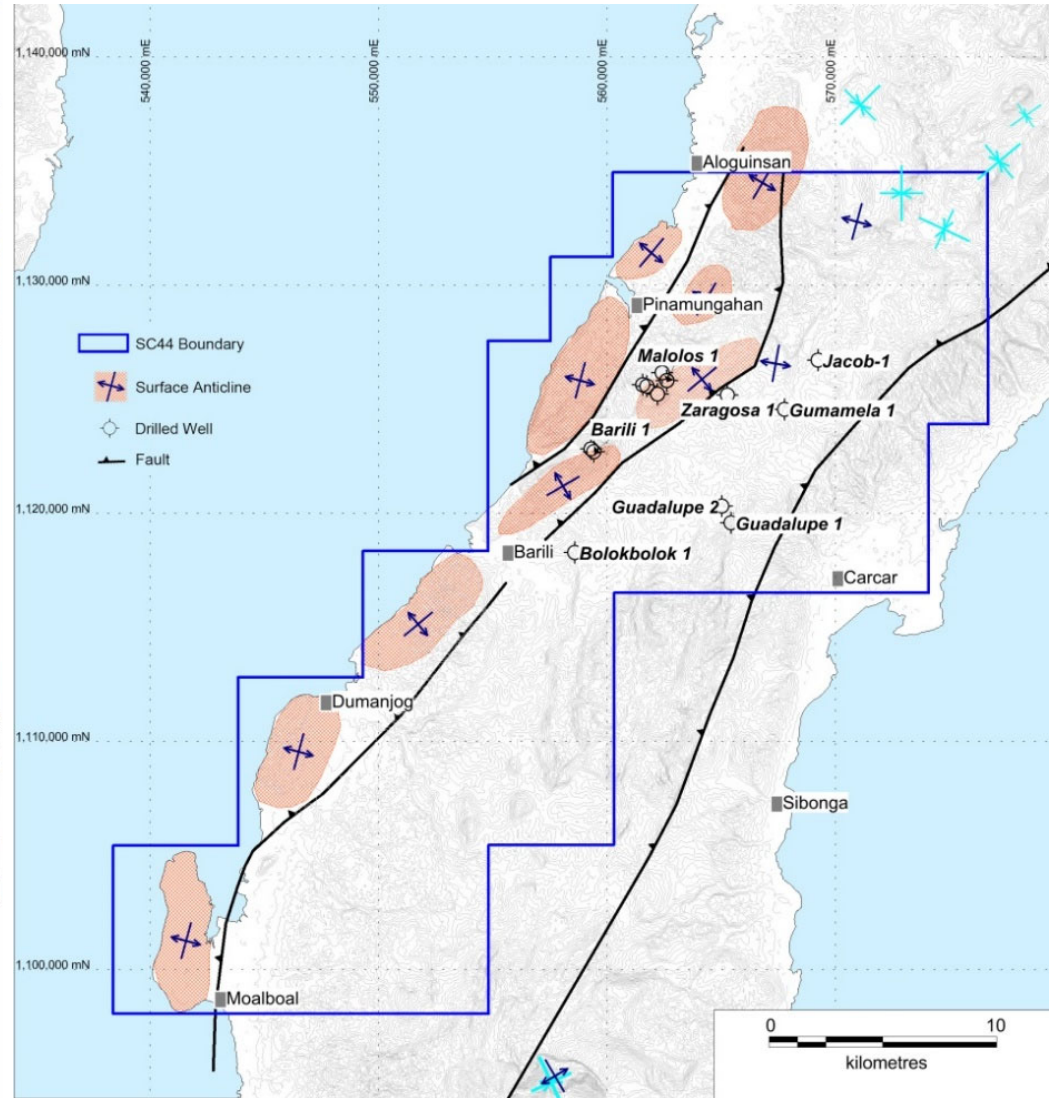 1,140,000 mN
540,000 mE
550,000 mE
560,000 mE
570,000 mE
Aloguinsan
1,130,000 mN
Pinamungahan
SC44 Boundary
Surface Anticline
Drilled Well
Fault
Malolos 1
Jacob-1
Zaragosa 1
Gumamela 1
Barili 1
1,120,000 mN
Guadalupe 2
Guadalupe 1
Barili
Bolokbolok 1
Carcar
Dumanjog
1,110,000 mN
Sibonga
1,100,000 mN
Moalboal
0
10
kilometres